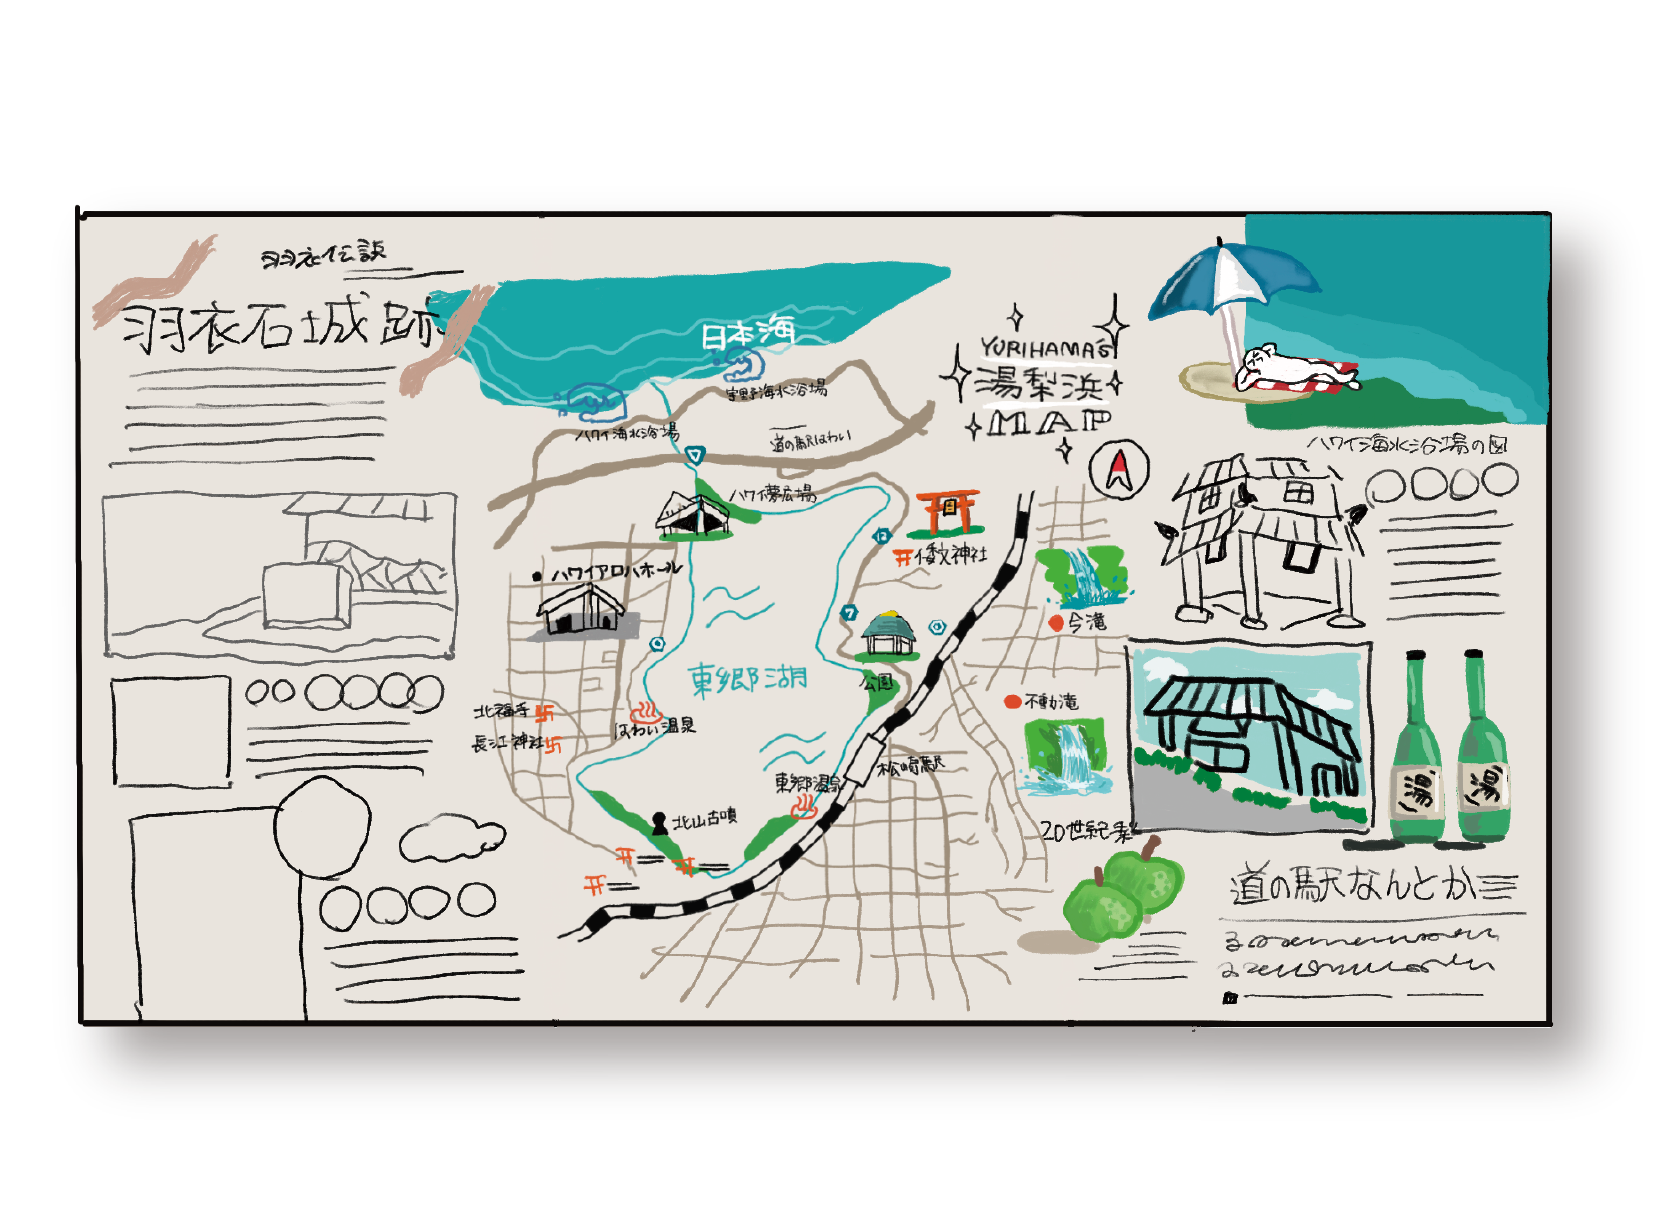 羽衣伝説
羽衣石城跡
日本海
宇野海水浴場
ハワイ海水浴場
道の駅はわい
YURIHAMA'S
湯梨浜
MAP
ハワイ海水浴場の図
ハワイ夢広場
倭文神社
ハワイアロハホール
今滝
東郷湖
公園
不動滝
北福寺
長江神社
はわい温泉
松崎駅
東郷温泉
北山古墳
20世紀梨
湯
湯
道の駅なんとか